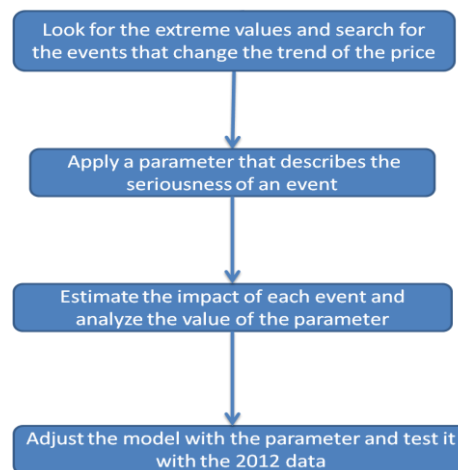 Look for the extreme values and search for
the events that change the trend of the price
Apply a parameter that describes the
seriousness of an event
Estimate the impact of each event and
analyze the value of the parameter
Adjust the model with the parameter and test it
with the 2012 data